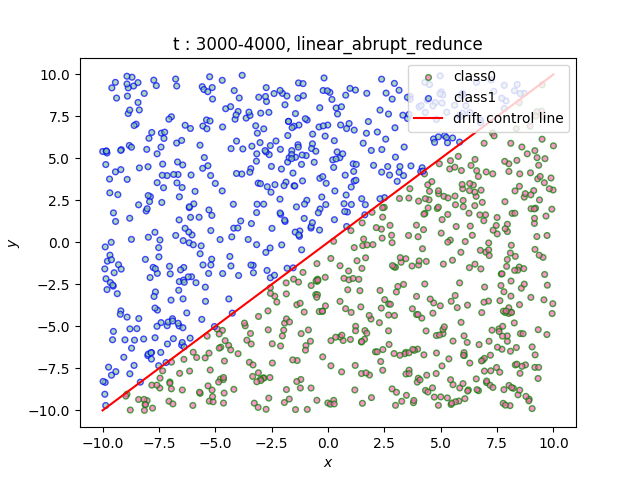 t : 3000-4000, linear_abrupt_redunce
class0
class1
drift control line
y
10.0
7.5
5.0
2.5
0.0
−2.5
−5.0
−7.5
−10.0
−10.0 −7.5 −5.0 −2.5 0.0 2.5 5.0 7.5 10.0
x